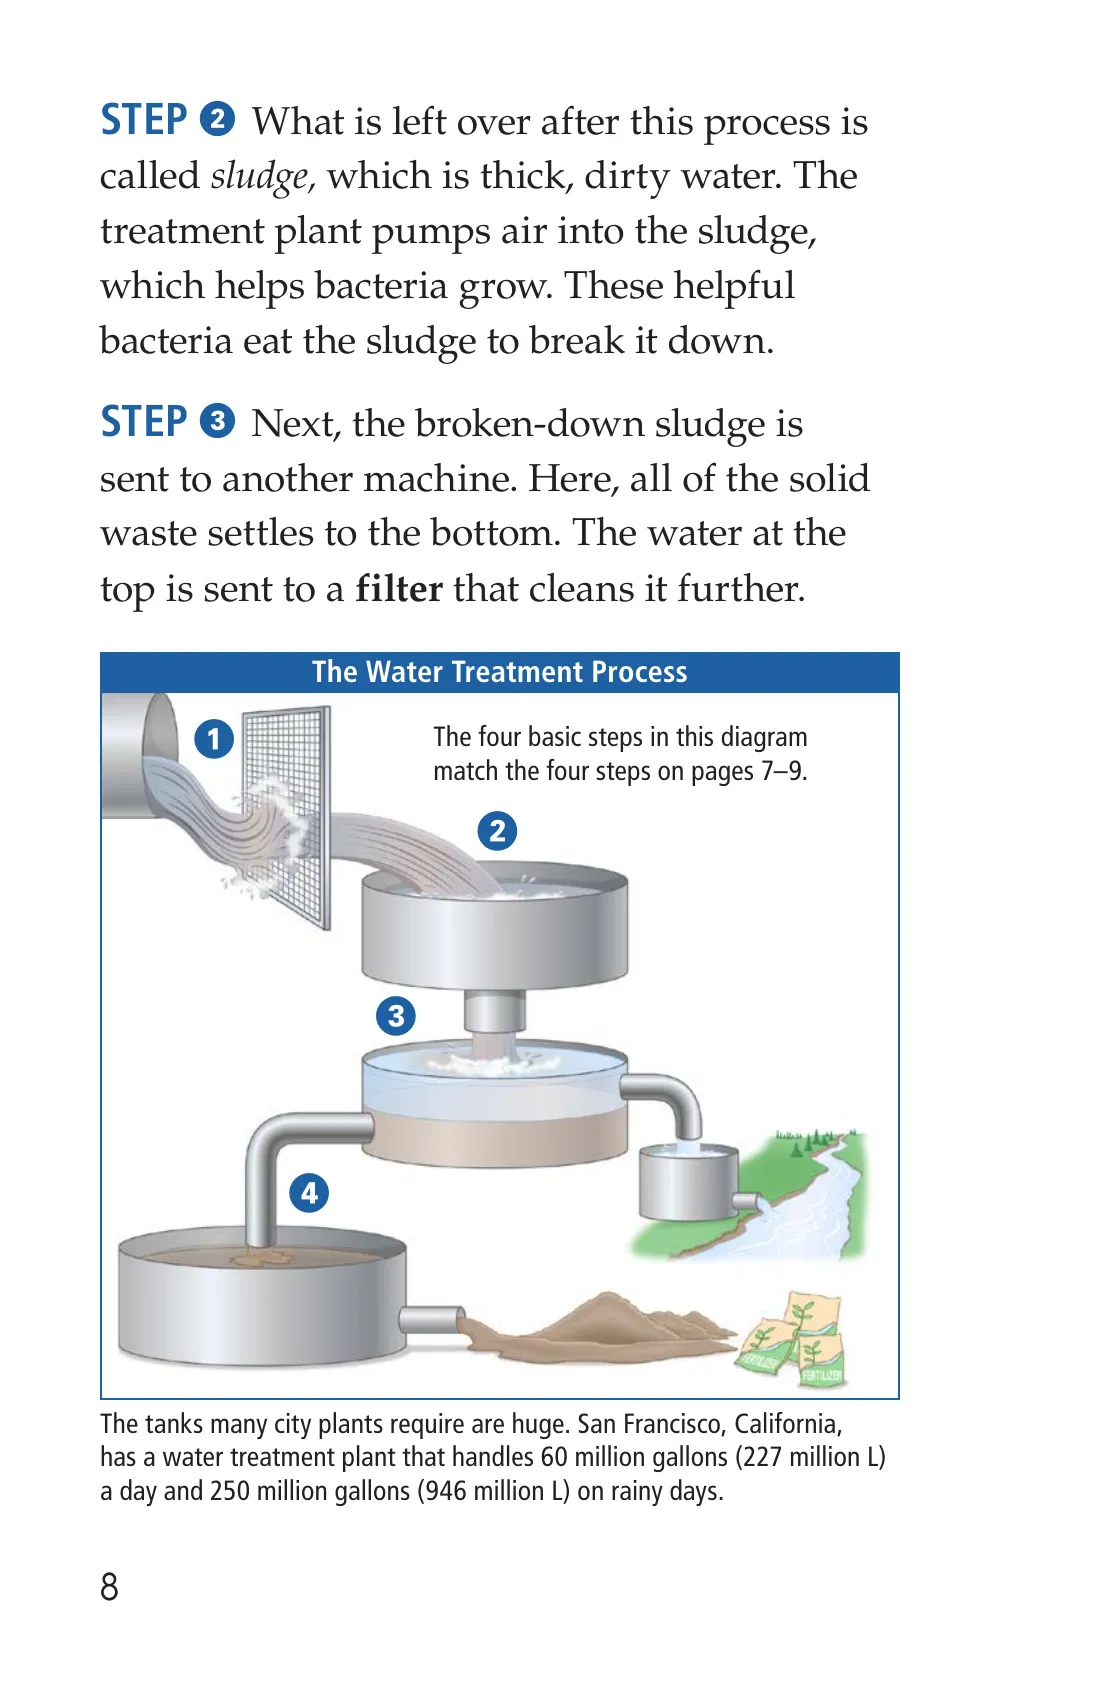 STEP 2 What is left over after this process is
called sludge, which is thick, dirty water. The
treatment plant pumps air into the sludge,
which helps bacteria grow. These helpful
bacteria eat the sludge to break it down.
STEP 3 Next, the broken-down sludge is
sent to another machine. Here, all of the solid
waste settles to the bottom. The water at the
top is sent to a filter that cleans it further.
The Water Treatment Process
1
The four basic steps in this diagram
match the four steps on pages 7–9.
2
3
4
FERTILIZER
FERTILIZER
The tanks many city plants require are huge. San Francisco, California,
has a water treatment plant that handles 60 million gallons (227 million L)
a day and 250 million gallons (946 million L) on rainy days.
8